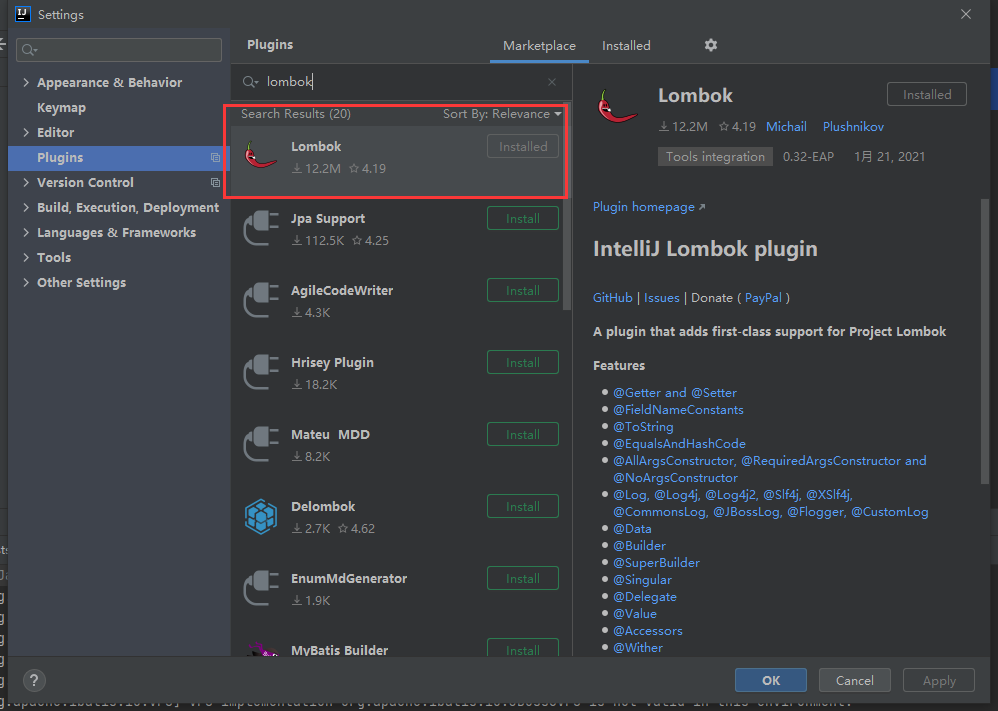 Settings
Plugins
Marketplace
Installed
Appearance & Behavior
Keymap
Editor
Plugins
Version Control
Build, Execution, Deployment
Languages & Frameworks
Tools
Other Settings
lombok
Search Results (20) Sort By: Relevance
Lombok Installed
12.2M 4.19
Jpa Support Install
112.5K 4.25
AgileCodeWriter Install
4.3K
Hrisey Plugin Install
18.2K
Mateu MDD Install
8.2K
Delombok Install
2.7K 4.62
EnumMdGenerator Install
1.9K
MyBatis Builder Install
Lombok Installed
12.2M 4.19 Michail Plushnikov
Tools integration 0.32-EAP 1月 21, 2021
Plugin homepage
IntelliJ Lombok plugin
GitHub | Issues | Donate ( PayPal )
A plugin that adds first-class support for Project Lombok
Features
@Getter and @Setter
@FieldNameConstants
@ToString
@EqualsAndHashCode
@AllArgsConstructor, @RequiredArgsConstructor and
@NoArgsConstructor
@Log, @Log4j, @Log4j2, @Slf4j, @XSlf4j,
@CommonsLog, @JBossLog, @Flogger, @CustomLog
@Data
@Builder
@SuperBuilder
@Singular
@Delegate
@Value
@Accessors
@Wither
? OK Cancel Apply